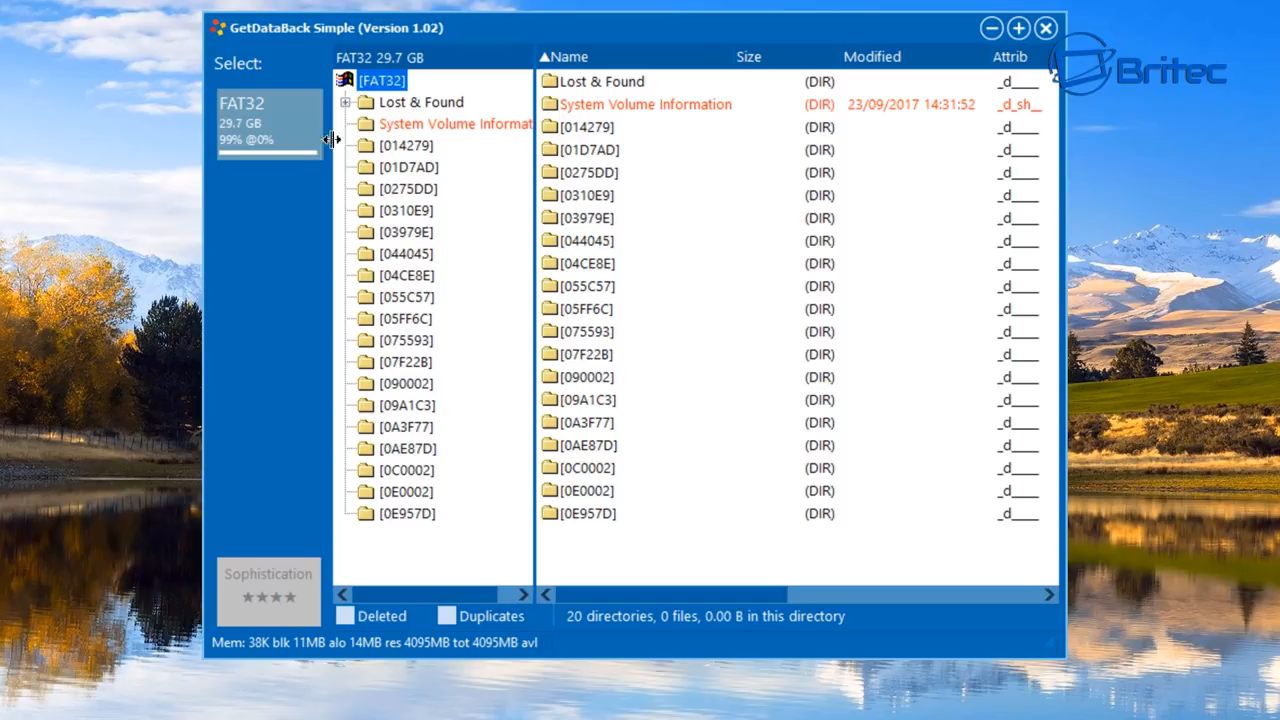 GetDataBack Simple (Version 1.02)
Britec
Select:
FAT32
29.7 GB
99% @0%
Sophistication
★★★★
FAT32 29.7 GB
[FAT32]
Lost & Found
System Volume Informat
[014279]
[01D7AD]
[0275DD]
[0310E9]
[03979E]
[044045]
[04CE8E]
[055C57]
[05FF6C]
[075593]
[07F22B]
[090002]
[09A1C3]
[0A3F77]
[0AE87D]
[0C0002]
[0E0002]
[0E957D]
▲Name Size Modified Attrib
Lost & Found (DIR) _d____
System Volume Information (DIR) 23/09/2017 14:31:52 _d_sh__
[014279] (DIR) _d____
[01D7AD] (DIR) _d____
[0275DD] (DIR) _d____
[0310E9] (DIR) _d____
[03979E] (DIR) _d____
[044045] (DIR) _d____
[04CE8E] (DIR) _d____
[055C57] (DIR) _d____
[05FF6C] (DIR) _d____
[075593] (DIR) _d____
[07F22B] (DIR) _d____
[090002] (DIR) _d____
[09A1C3] (DIR) _d____
[0A3F77] (DIR) _d____
[0AE87D] (DIR) _d____
[0C0002] (DIR) _d____
[0E0002] (DIR) _d____
[0E957D] (DIR) _d____
Deleted Duplicates 20 directories, 0 files, 0.00 B in this directory
Mem: 38K blk 11MB alo 14MB res 4095MB tot 4095MB avl